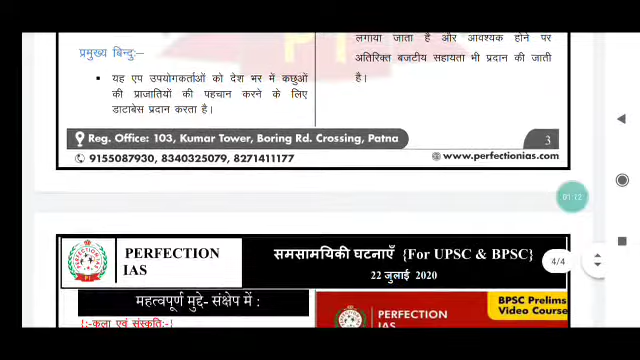 प्रमुख बिन्दु:–
▪ यह एप उपयोगकर्ताओं को देश भर में कछुओं
की प्राजातियों की पहचान करने के लिए
डाटाबेस प्रदान करता है।
लगाया जाता है और आवश्यक होने पर
अतिरिक्त बजटीय सहायता भी प्रदान की जाती
है।
Reg. Office: 103, Kumar Tower, Boring Rd. Crossing, Patna
3
9155087930, 8340325079, 8271411177
www.perfectionias.com
01:12
PERFECTION
IAS
समसामयिकी घटनाएँ {For UPSC & BPSC}
22 जुलाई 2020
4/4
महत्वपूर्ण मुद्दे- संक्षेप में :
{:-कला एवं संस्कृति:-}
PERFECTION
IAS
BPSC Prelims
Video Course